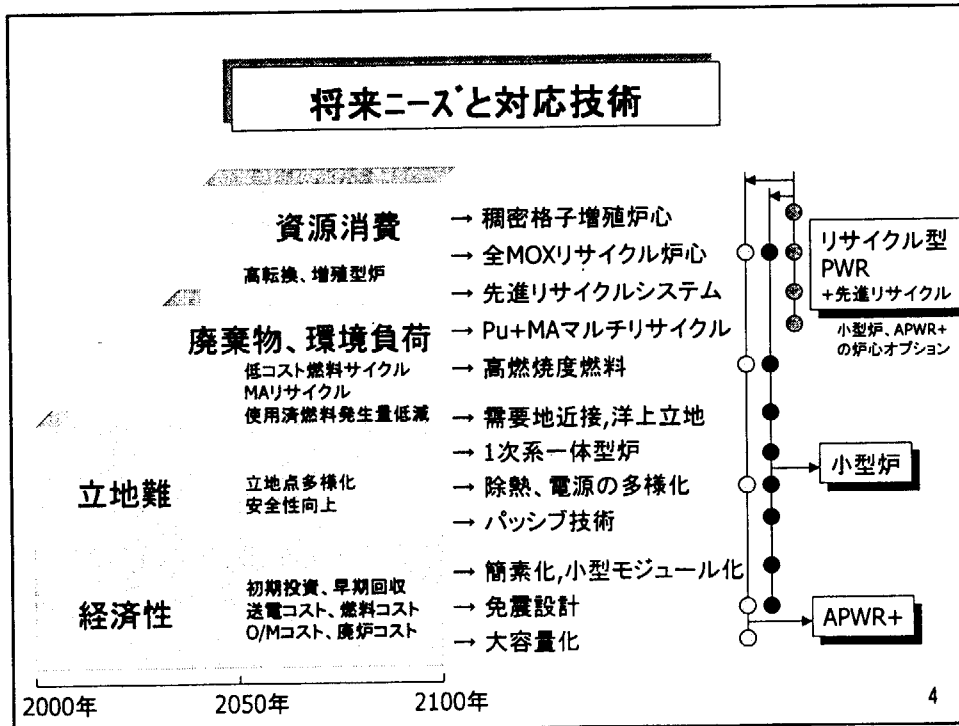 将来ニーズと対応技術
資源消費
高転換、増殖型炉
廃棄物、環境負荷
低コスト燃料サイクル
MAリサイクル
使用済燃料発生量低減
立地難
立地点多様化
安全性向上
経済性
初期投資、早期回収
送電コスト、燃料コスト
O/Mコスト、廃炉コスト
→ 稠密格子増殖炉心
→ 全MOXリサイクル炉心
→ 先進リサイクルシステム
→ Pu+MAマルチリサイクル
→ 高燃焼度燃料
→ 需要地近接,洋上立地
→ 1次系一体型炉
→ 除熱、電源の多様化
→ パッシブ技術
→ 簡素化,小型モジュール化
→ 免震設計
→ 大容量化
リサイクル型
PWR
+先進リサイクル
小型炉、APWR+
の炉心オプション
小型炉
APWR+
2000年
2050年
2100年
4